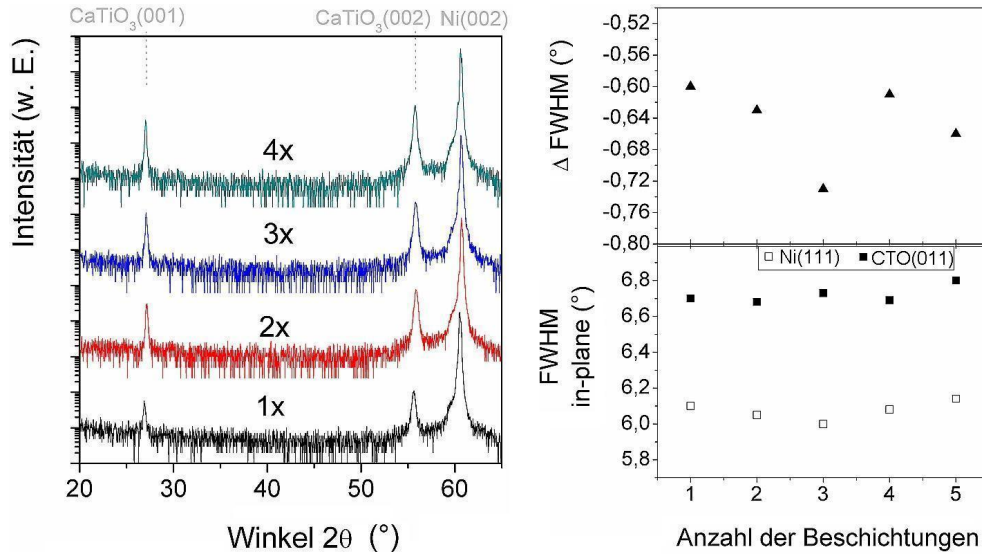 CaTiO3(001)
CaTiO3(002) Ni(002)
Intensität (w. E.)
4x
3x
2x
1x
20 30 40 50 60
Winkel 2θ (°)
Δ FWHM (°)
-0,52
-0,56
-0,60
-0,64
-0,68
-0,72
-0,76
-0,80
Ni(111) CTO(011)
FWHM
in-plane (°)
6,8
6,6
6,4
6,2
6,0
5,8
1 2 3 4 5
Anzahl der Beschichtungen